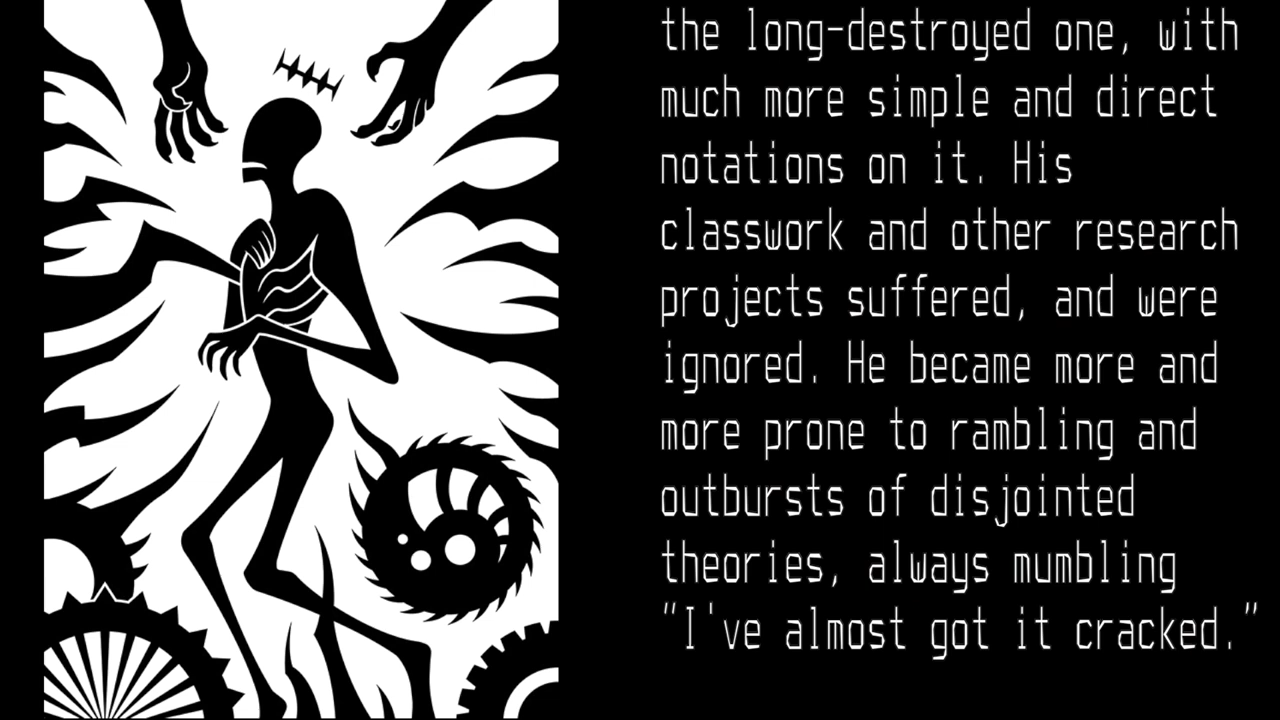 the long-destroyed one, with
much more simple and direct
notations on it. His
classwork and other research
projects suffered, and were
ignored. He became more and
more prone to rambling and
outbursts of disjointed
theories, always mumbling
"I've almost got it cracked."